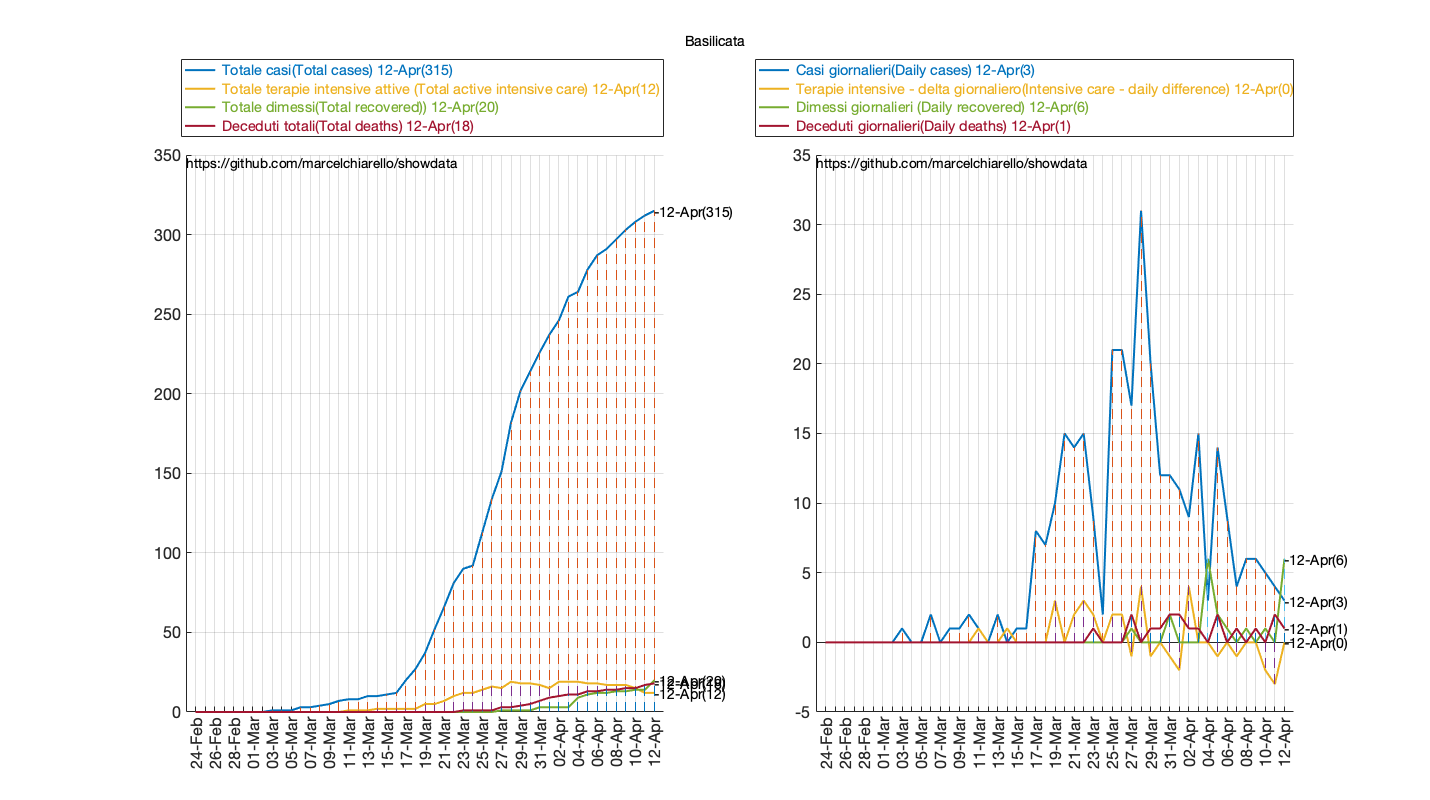 Basilicata
Totale casi(Total cases) 12-Apr(315)
Totale terapie intensive attive (Total active intensive care) 12-Apr(12)
Totale dimessi(Total recovered)) 12-Apr(20)
Deceduti totali(Total deaths) 12-Apr(18)
350
300
250
200
150
100
50
0
https://github.com/marcelchiarello/showdata
12-Apr(315)
12-Apr(20)
12-Apr(12)
24-Feb
26-Feb
28-Feb
01-Mar
03-Mar
05-Mar
07-Mar
09-Mar
11-Mar
13-Mar
15-Mar
17-Mar
19-Mar
21-Mar
23-Mar
25-Mar
27-Mar
29-Mar
31-Mar
02-Apr
04-Apr
06-Apr
08-Apr
10-Apr
12-Apr
Casi giornalieri(Daily cases) 12-Apr(3)
Terapie intensive - delta giornaliero(Intensive care - daily difference) 12-Apr(0)
Dimessi giornalieri (Daily recovered) 12-Apr(6)
Deceduti giornalieri(Daily deaths) 12-Apr(1)
35
30
25
20
15
10
5
0
-5
https://github.com/marcelchiarello/showdata
12-Apr(6)
12-Apr(3)
12-Apr(1)
12-Apr(0)
24-Feb
26-Feb
28-Feb
01-Mar
03-Mar
05-Mar
07-Mar
09-Mar
11-Mar
13-Mar
15-Mar
17-Mar
19-Mar
21-Mar
23-Mar
25-Mar
27-Mar
29-Mar
31-Mar
02-Apr
04-Apr
06-Apr
08-Apr
10-Apr
12-Apr